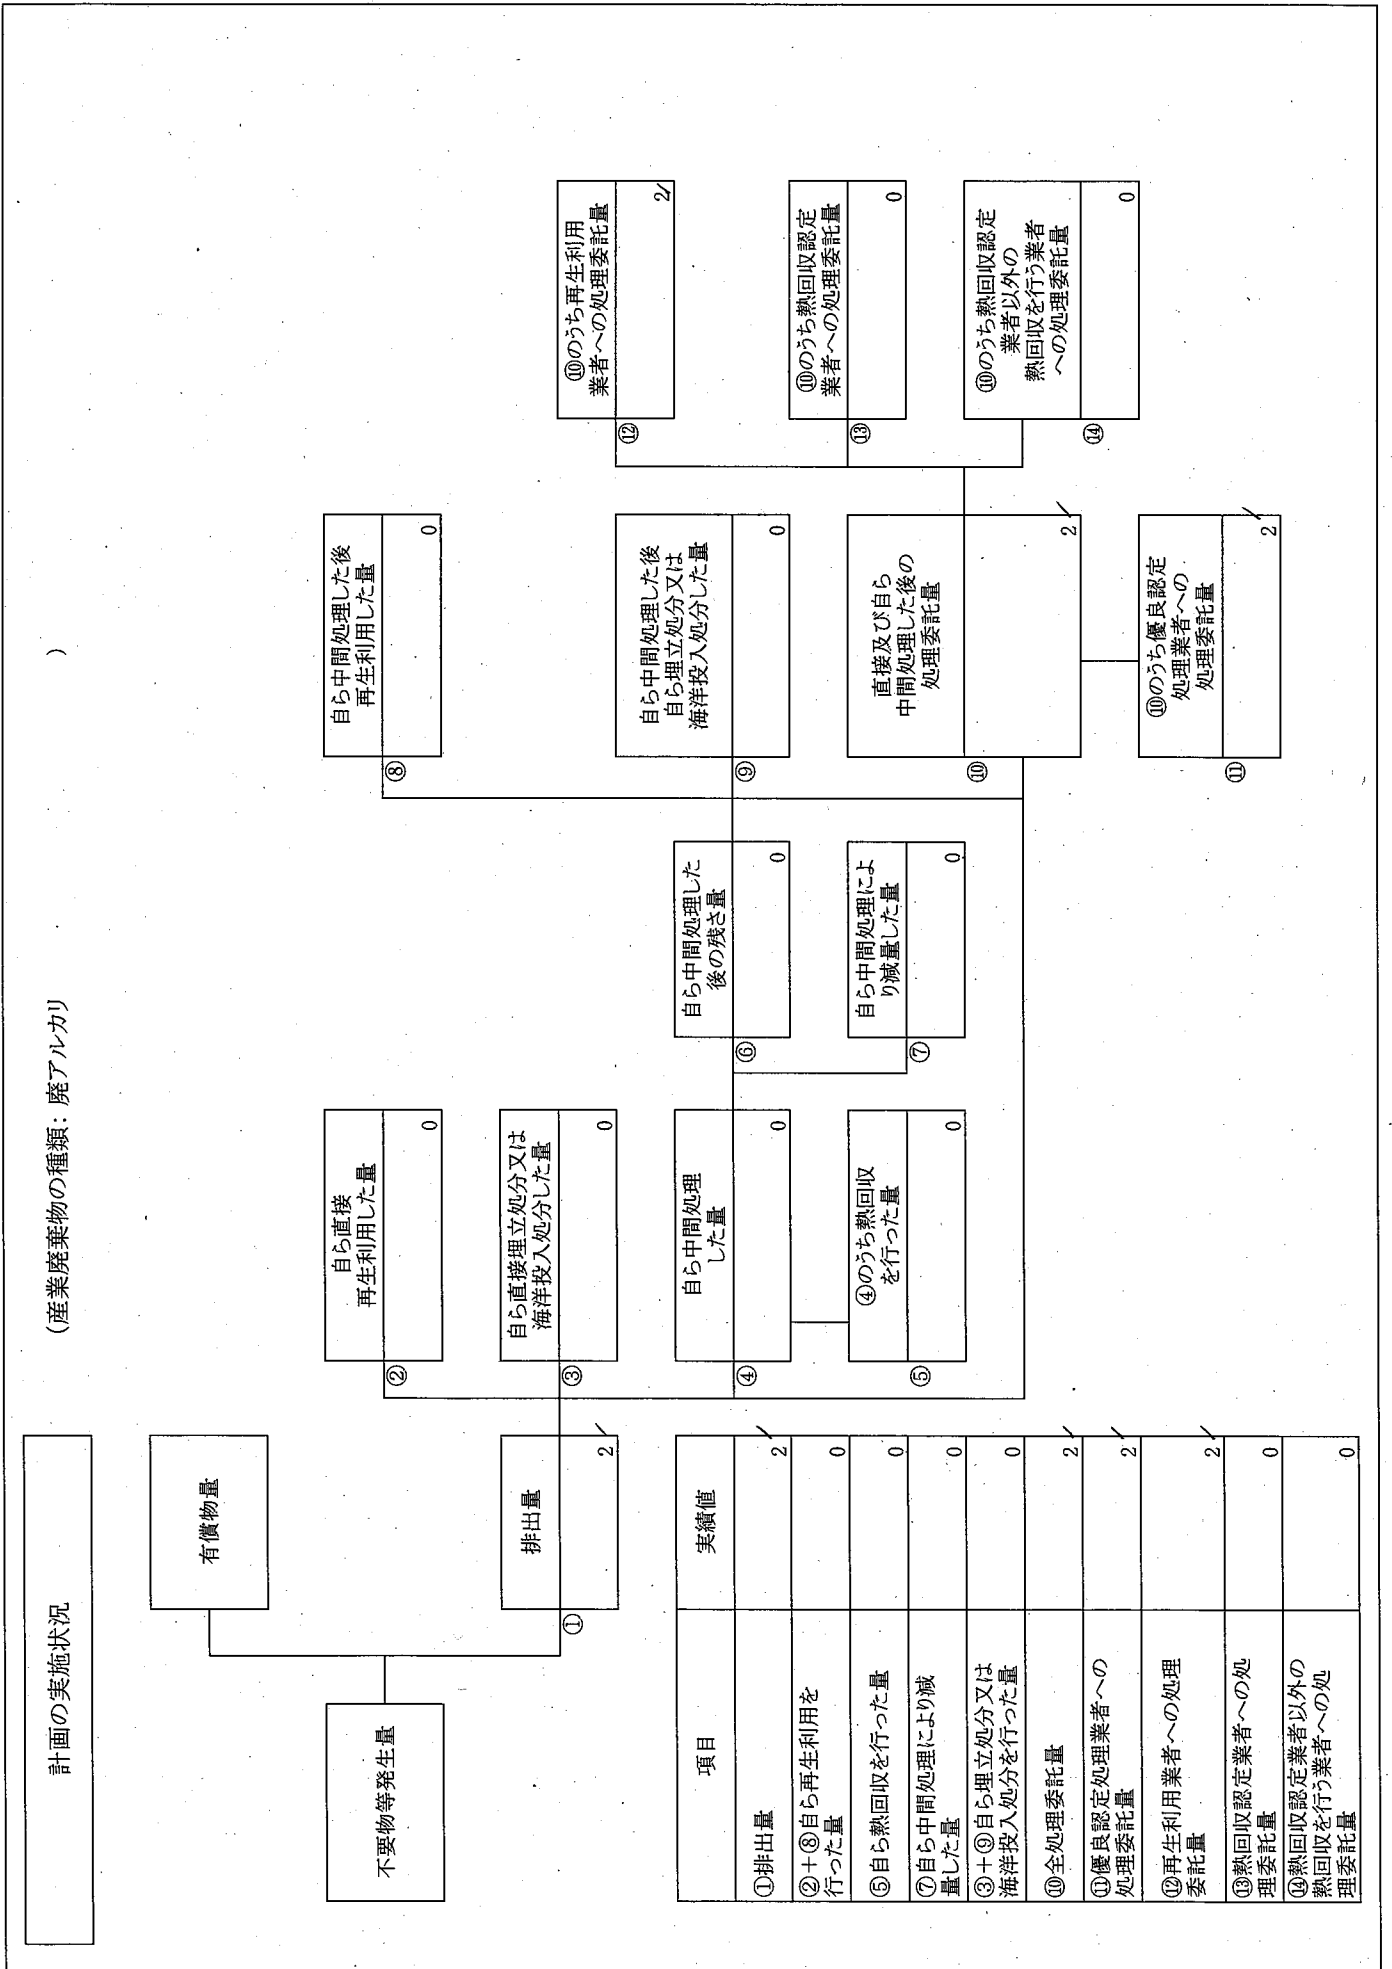 計画の実施状況
(産業廃棄物の種類：廃アルカリ )
不要物等発生量
有償物量
①
排出量
2
②
自ら直接
再生利用した量
0
③
自ら直接埋立処分又は
海洋投入処分した量
0
④
自ら中間処理
した量
0
⑤
④のうち熱回収
を行った量
0
⑥
自ら中間処理した
後の残さ量
0
⑦
自ら中間処理によ
り減量した量
0
⑧
自ら中間処理した後
再生利用した量
0
⑨
自ら中間処理した後
自ら埋立処分又は
海洋投入処分した量
0
⑩
直接及び自ら
中間処理した後の
処理委託量
2
⑪
⑩のうち優良認定
処理業者への
処理委託量
2
⑫
⑩のうち再生利用
業者への処理委託量
2
⑬
⑩のうち熱回収認定
業者への処理委託量
0
⑭
⑩のうち熱回収認定
業者以外の
熱回収を行う業者
への処理委託量
0
項目 実績値
①排出量 2
②+⑧自ら再生利用を
行った量 0
⑤自ら熱回収を行った量 0
⑦自ら中間処理により減
量した量 0
③+⑨自ら埋立処分又は
海洋投入処分を行った量 0
⑩全処理委託量 2
⑪優良認定処理業者への
処理委託量 2
⑫再生利用業者への処理
委託量 2
⑬熱回収認定業者への処
理委託量 0
⑭熱回収認定業者以外の
熱回収を行う業者への処
理委託量 0